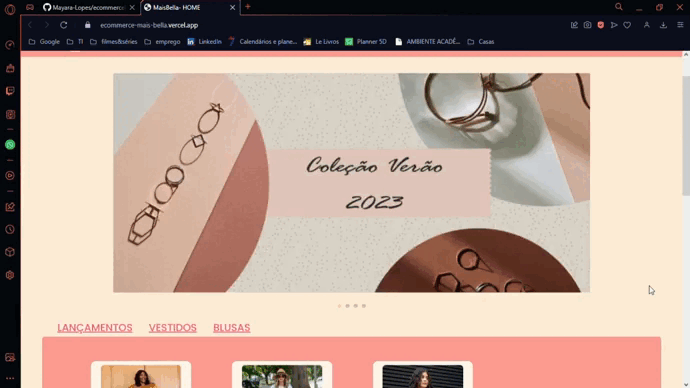 Mayara-Lopes/ecommerce
MaisBella- HOME
ecommerce-mais-bella.vercel.app
Google
TI
filmes&séries
emprego
LinkedIn
Calendários e plane...
Le Livros
Planner 5D
AMBIENTE ACADÊ...
Casas
Coleção Verão
2023
LANÇAMENTOS
VESTIDOS
BLUSAS